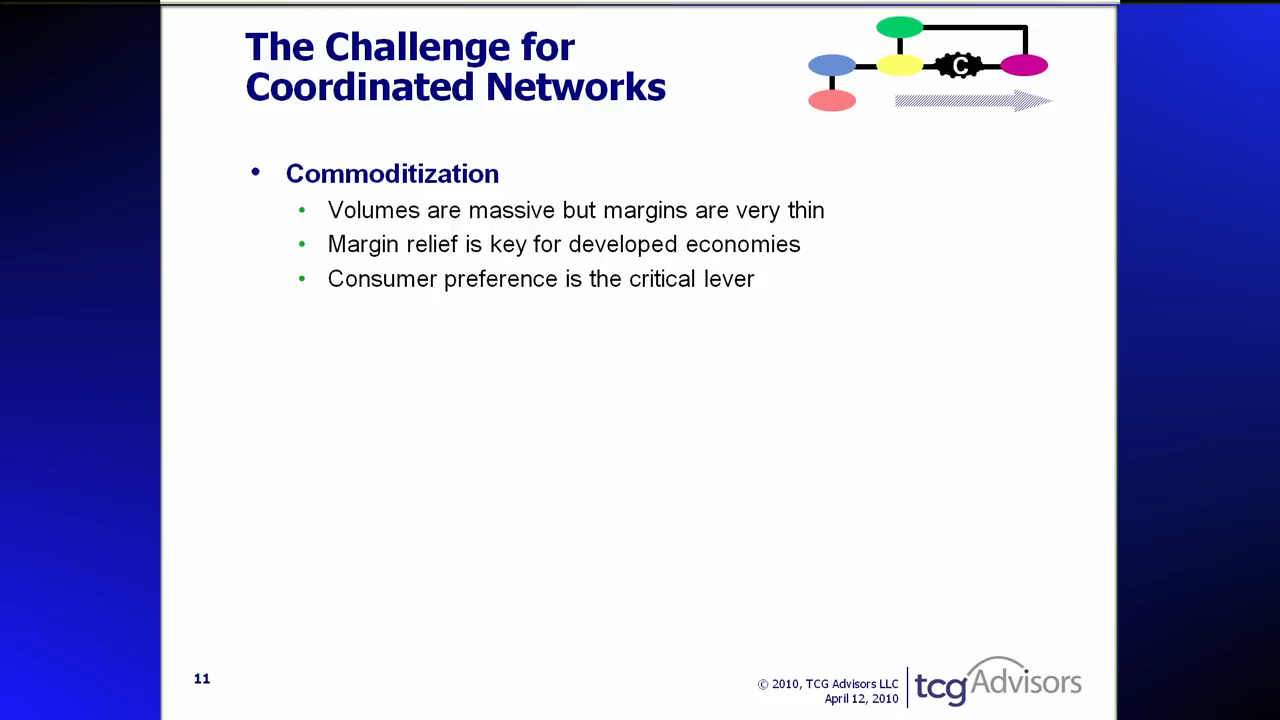 The Challenge for
Coordinated Networks
C
• Commoditization
• Volumes are massive but margins are very thin
• Margin relief is key for developed economies
• Consumer preference is the critical lever
11
© 2010, TCG Advisors LLC
April 12, 2010
tcgAdvisors